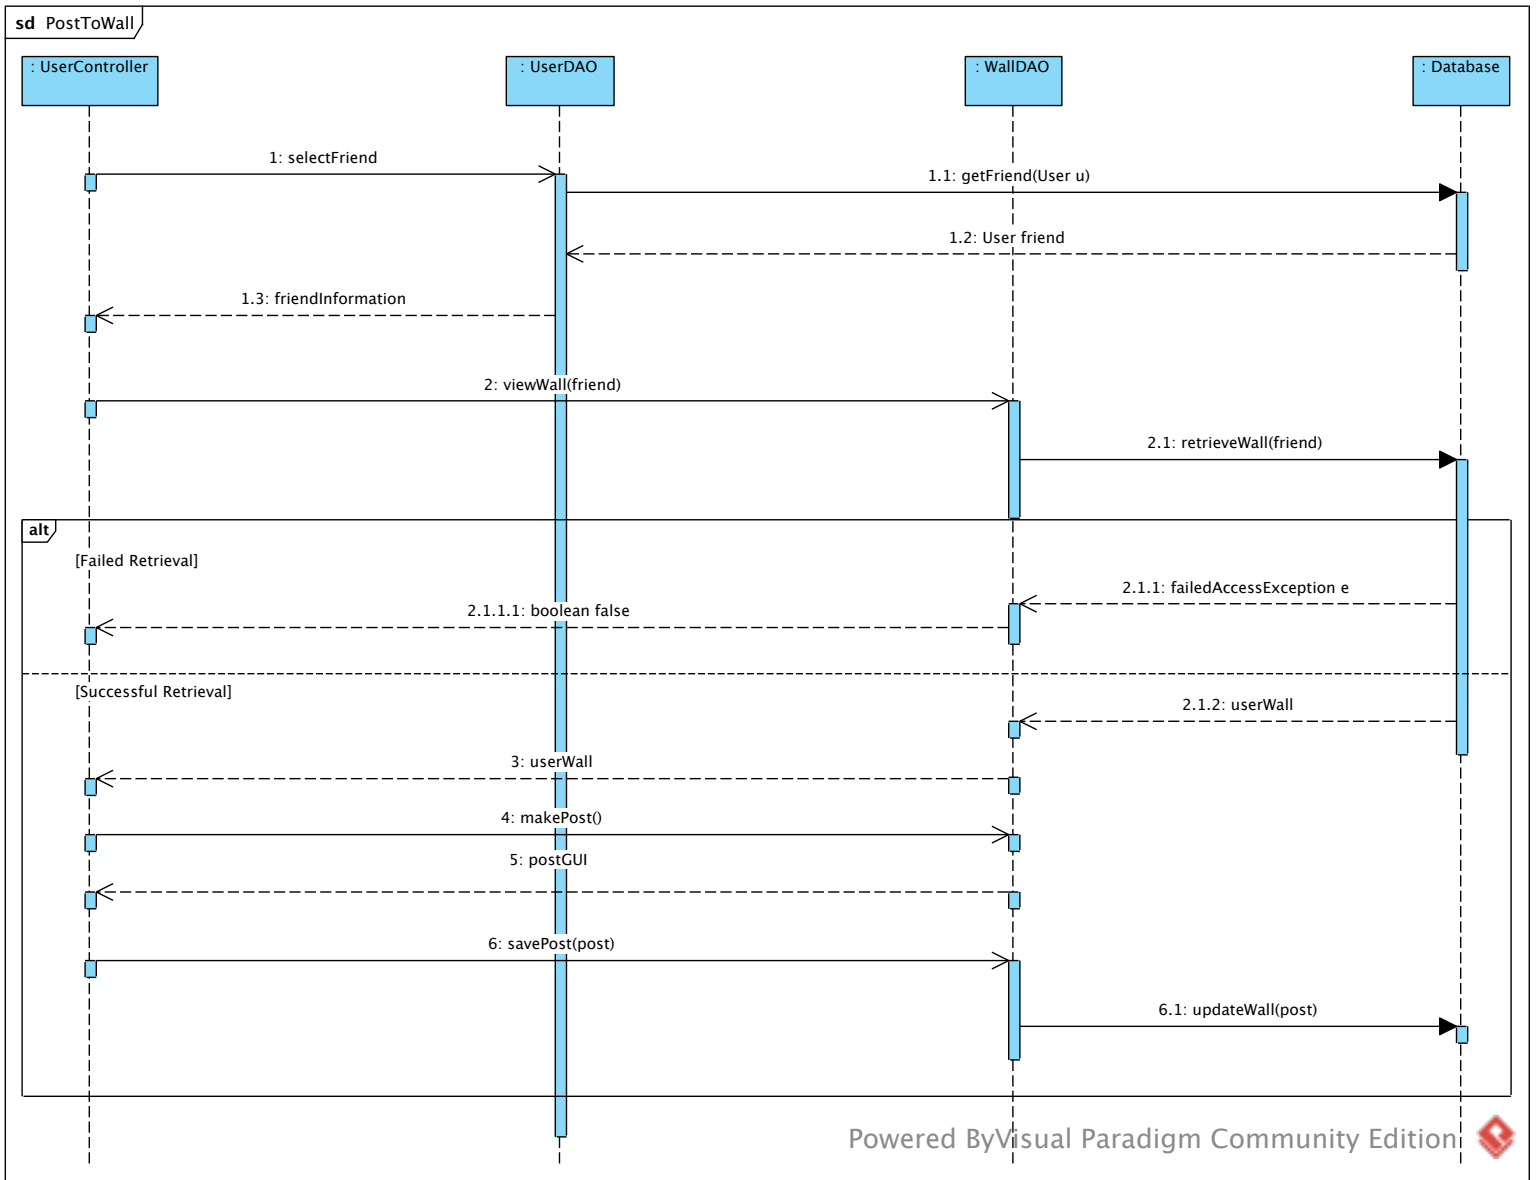 sd PostToWall
: UserController
: UserDAO
: WallDAO
: Database
1: selectFriend
1.1: getFriend(User u)
1.2: User friend
1.3: friendInformation
2: viewWall(friend)
2.1: retrieveWall(friend)
alt
[Failed Retrieval]
2.1.1: failedAccessException e
2.1.1.1: boolean false
[Successful Retrieval]
2.1.2: userWall
3: userWall
4: makePost()
5: postGUI
6: savePost(post)
6.1: updateWall(post)
Powered ByVisual Paradigm Community Edition